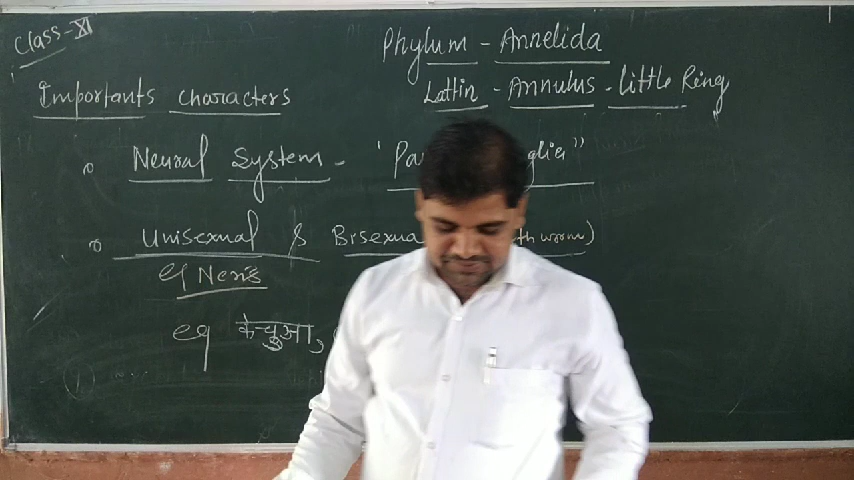 Class-XI
Phylum - Annelida
Lattin - Annulus - little Ring
Importants characters
Neural System - "Pa glia"
Unisexual & Bisexua th worm)
eg Neris
eg केन्चुआ,